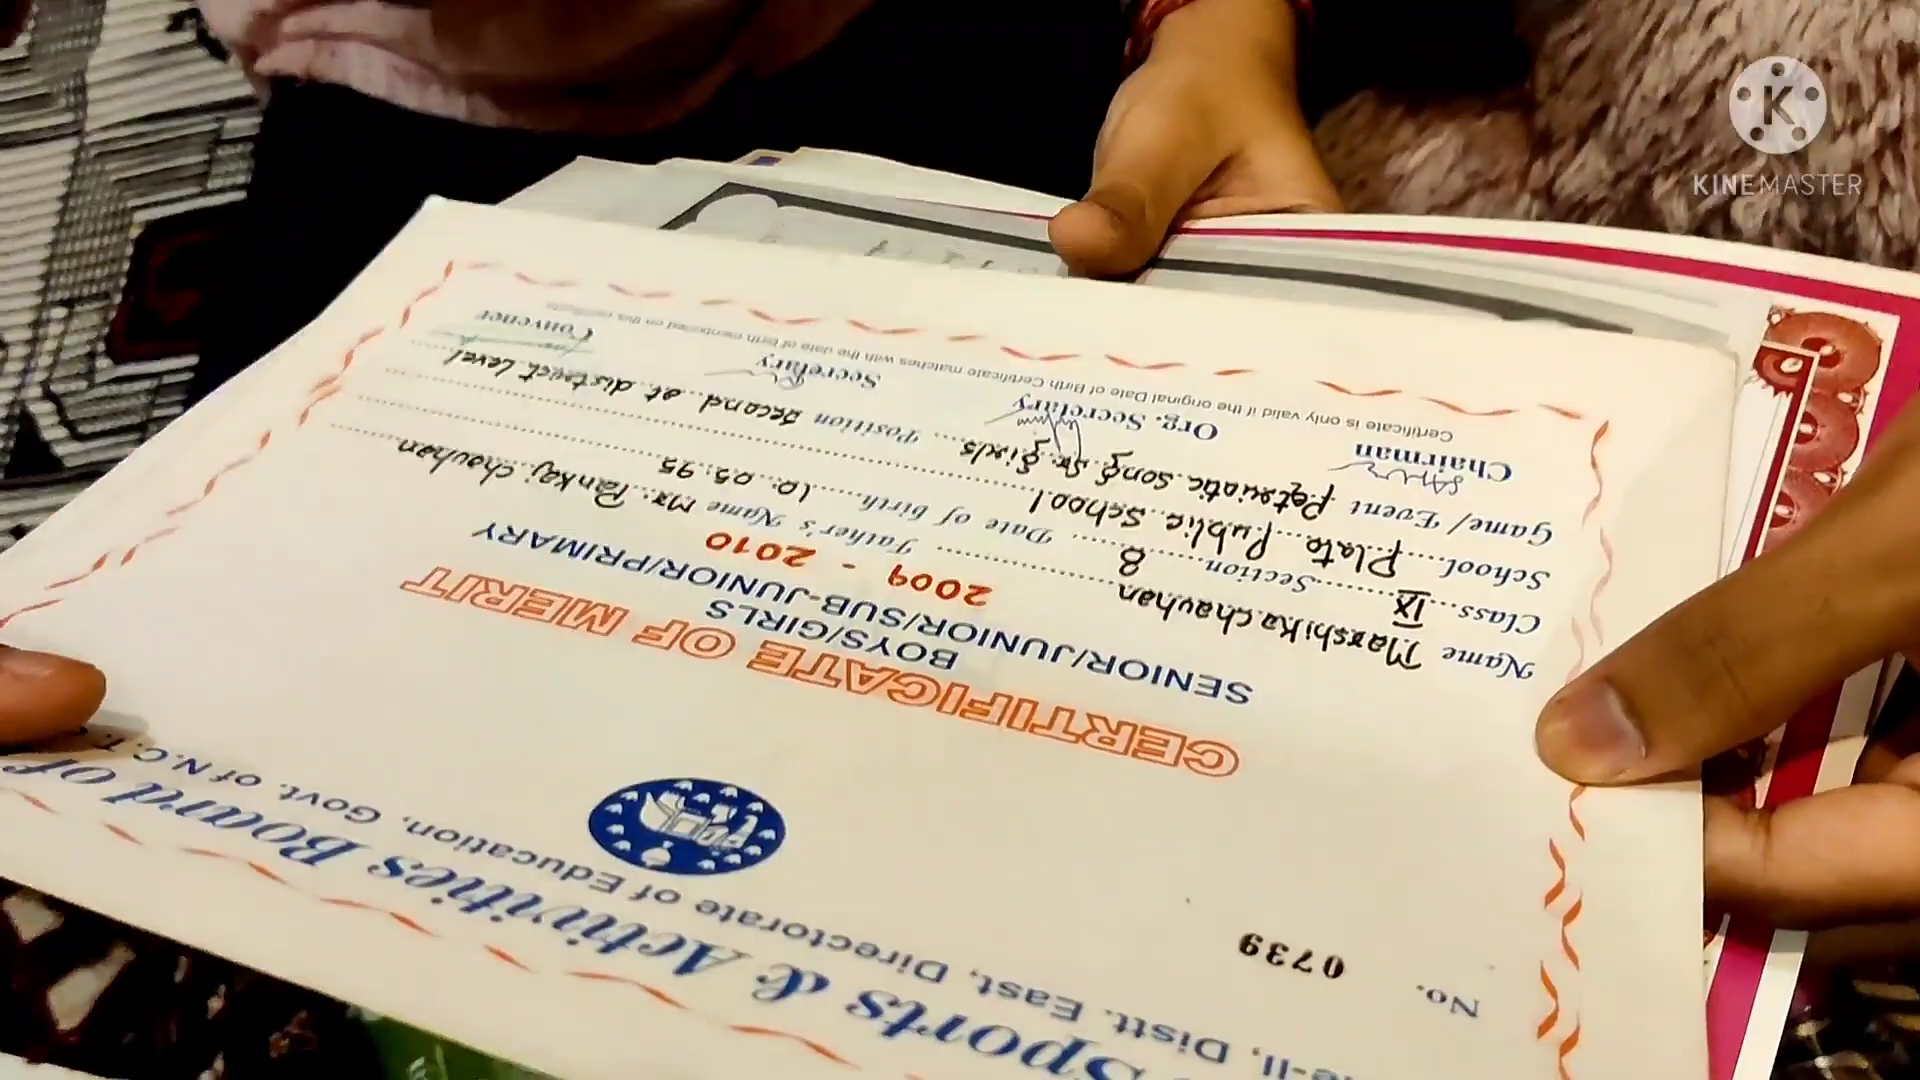 Sports & Activities Board of
e-II, Distt. East, Directorate of Education, Govt. of N.C.T.
No. 0739
CERTIFICATE OF MERIT
BOYS/GIRLS
SENIOR/JUNIOR/SUB-JUNIOR/PRIMARY
2009 - 2010
Name Marshika Chauhan Father's Name Mr. Pankaj Chauhan
Class IX Section B Date of birth 10.05.95
School Plato Public School
Game/Event Petriatic song Sr. girls Position Second at district Level
Chairman Org. Secretary Secretary Convener
Certificate is only valid if the original Date of Birth Certificate matches with the date of birth mentioned on this certificate
K
KINEMASTER